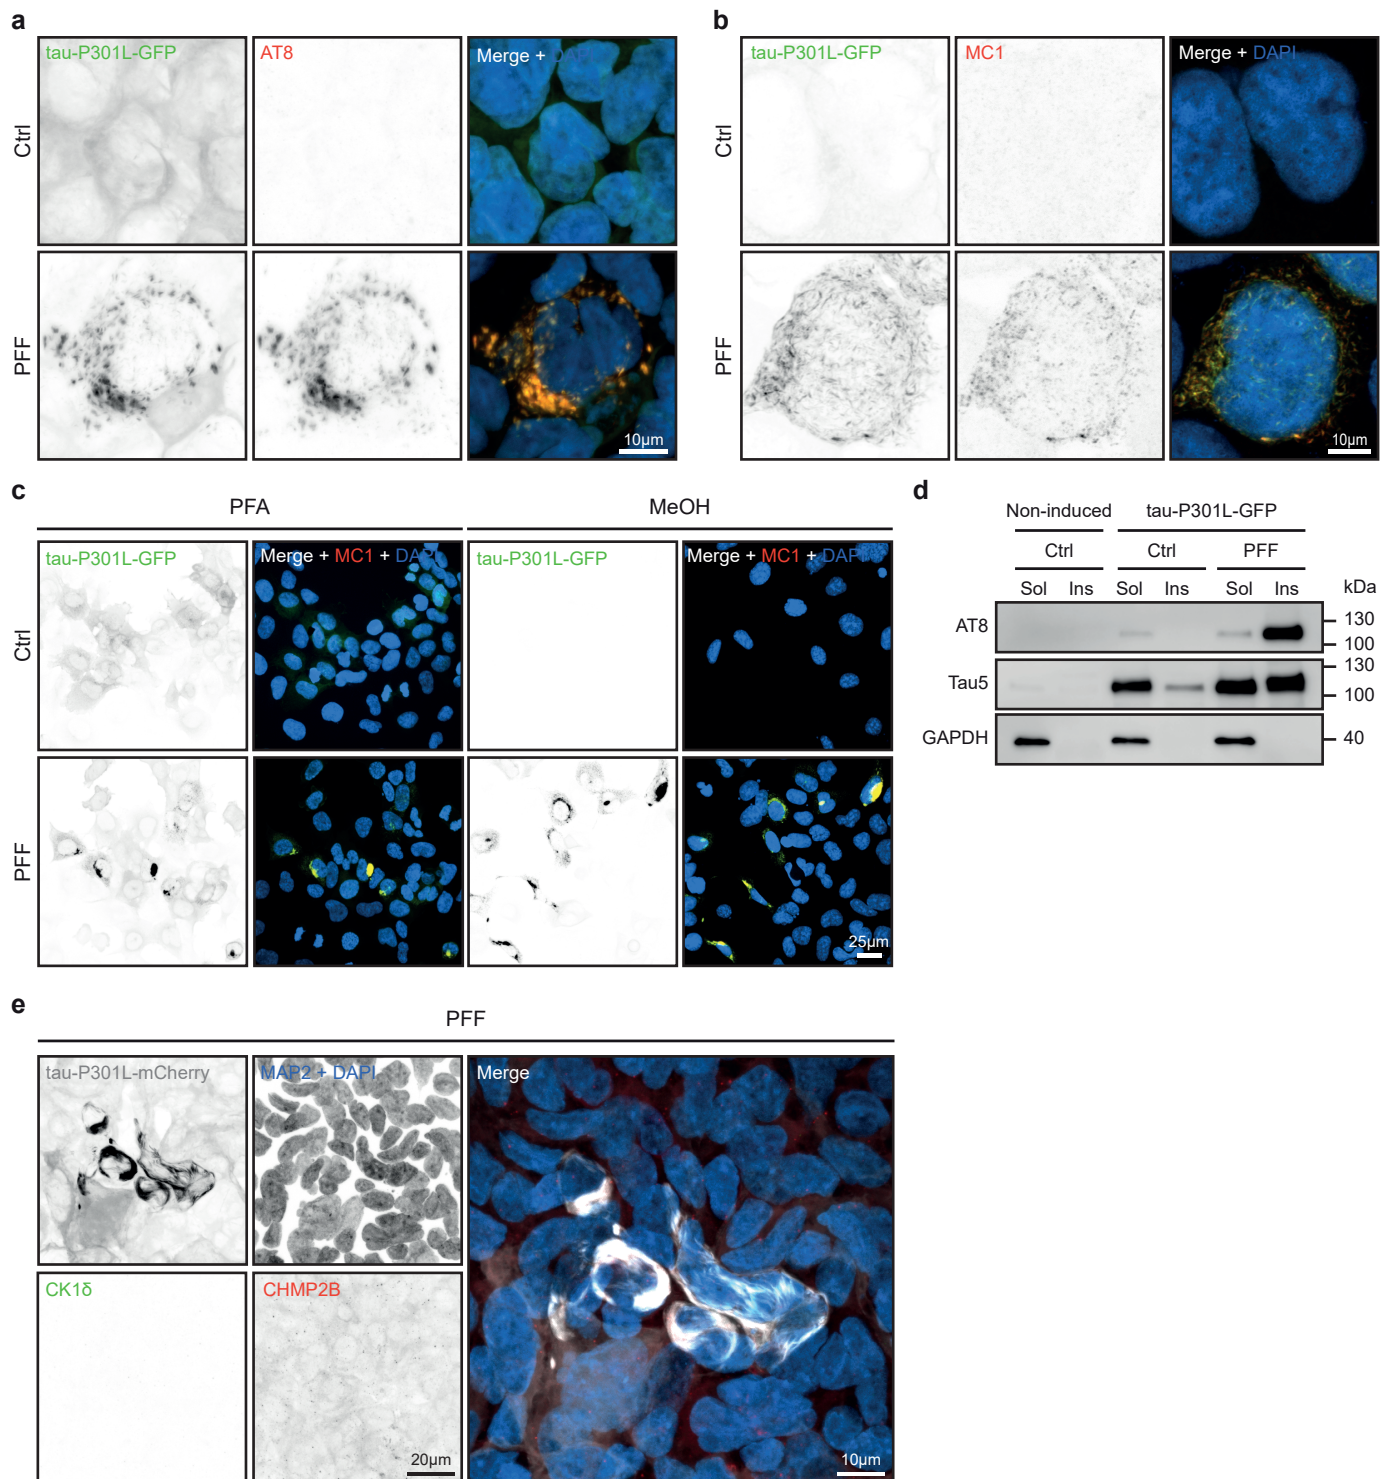 a
tau-P301L-GFP
AT8
Merge + DAPI
Ctrl
PFF
10µm
b
tau-P301L-GFP
MC1
Merge + DAPI
Ctrl
PFF
10µm
c
PFA
MeOH
tau-P301L-GFP
Merge + MC1 + DAPI
tau-P301L-GFP
Merge + MC1 + DAPI
Ctrl
PFF
25µm
d
Non-induced
tau-P301L-GFP
Ctrl
Ctrl
PFF
Sol
Ins
Sol
Ins
Sol
Ins
kDa
AT8
130
100
Tau5
130
100
GAPDH
40
e
PFF
tau-P301L-mCherry
MAP2 + DAPI
Merge
CK1δ
CHMP2B
20µm
10µm